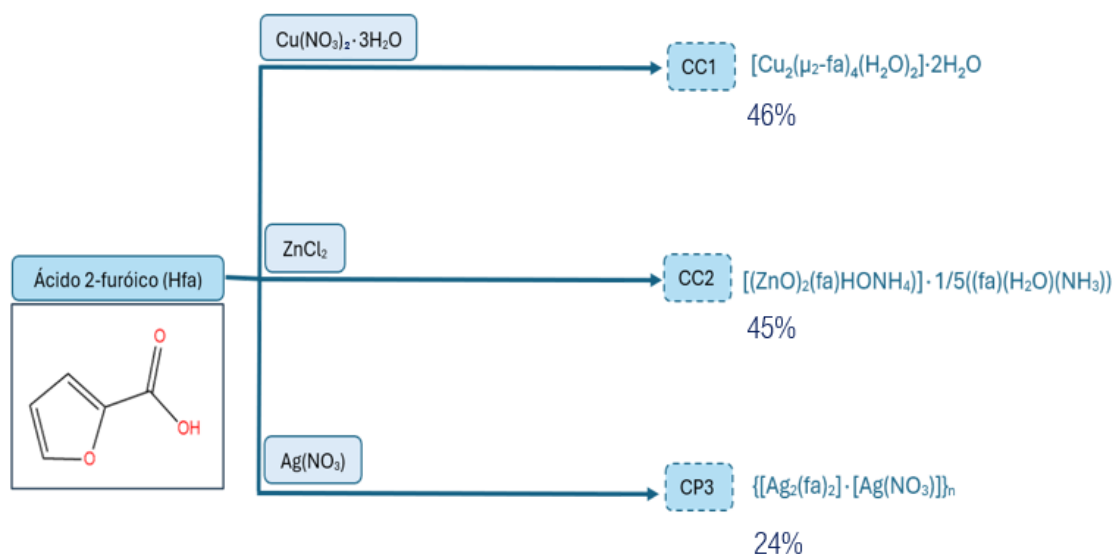 Cu(NO₃)₂·3H₂O
CC1 [Cu₂(μ₂-fa)₄(H₂O)₂]·2H₂O
46%
ZnCl₂
Ácido 2-furóico (Hfa)
CC2 [(ZnO)₂(fa)HONH₄)]·1/5((fa)(H₂O)(NH₃))
45%
O
OH
O
Ag(NO₃)
CP3 {[Ag₂(fa)₂]·[Ag(NO₃)]}ₙ
24%